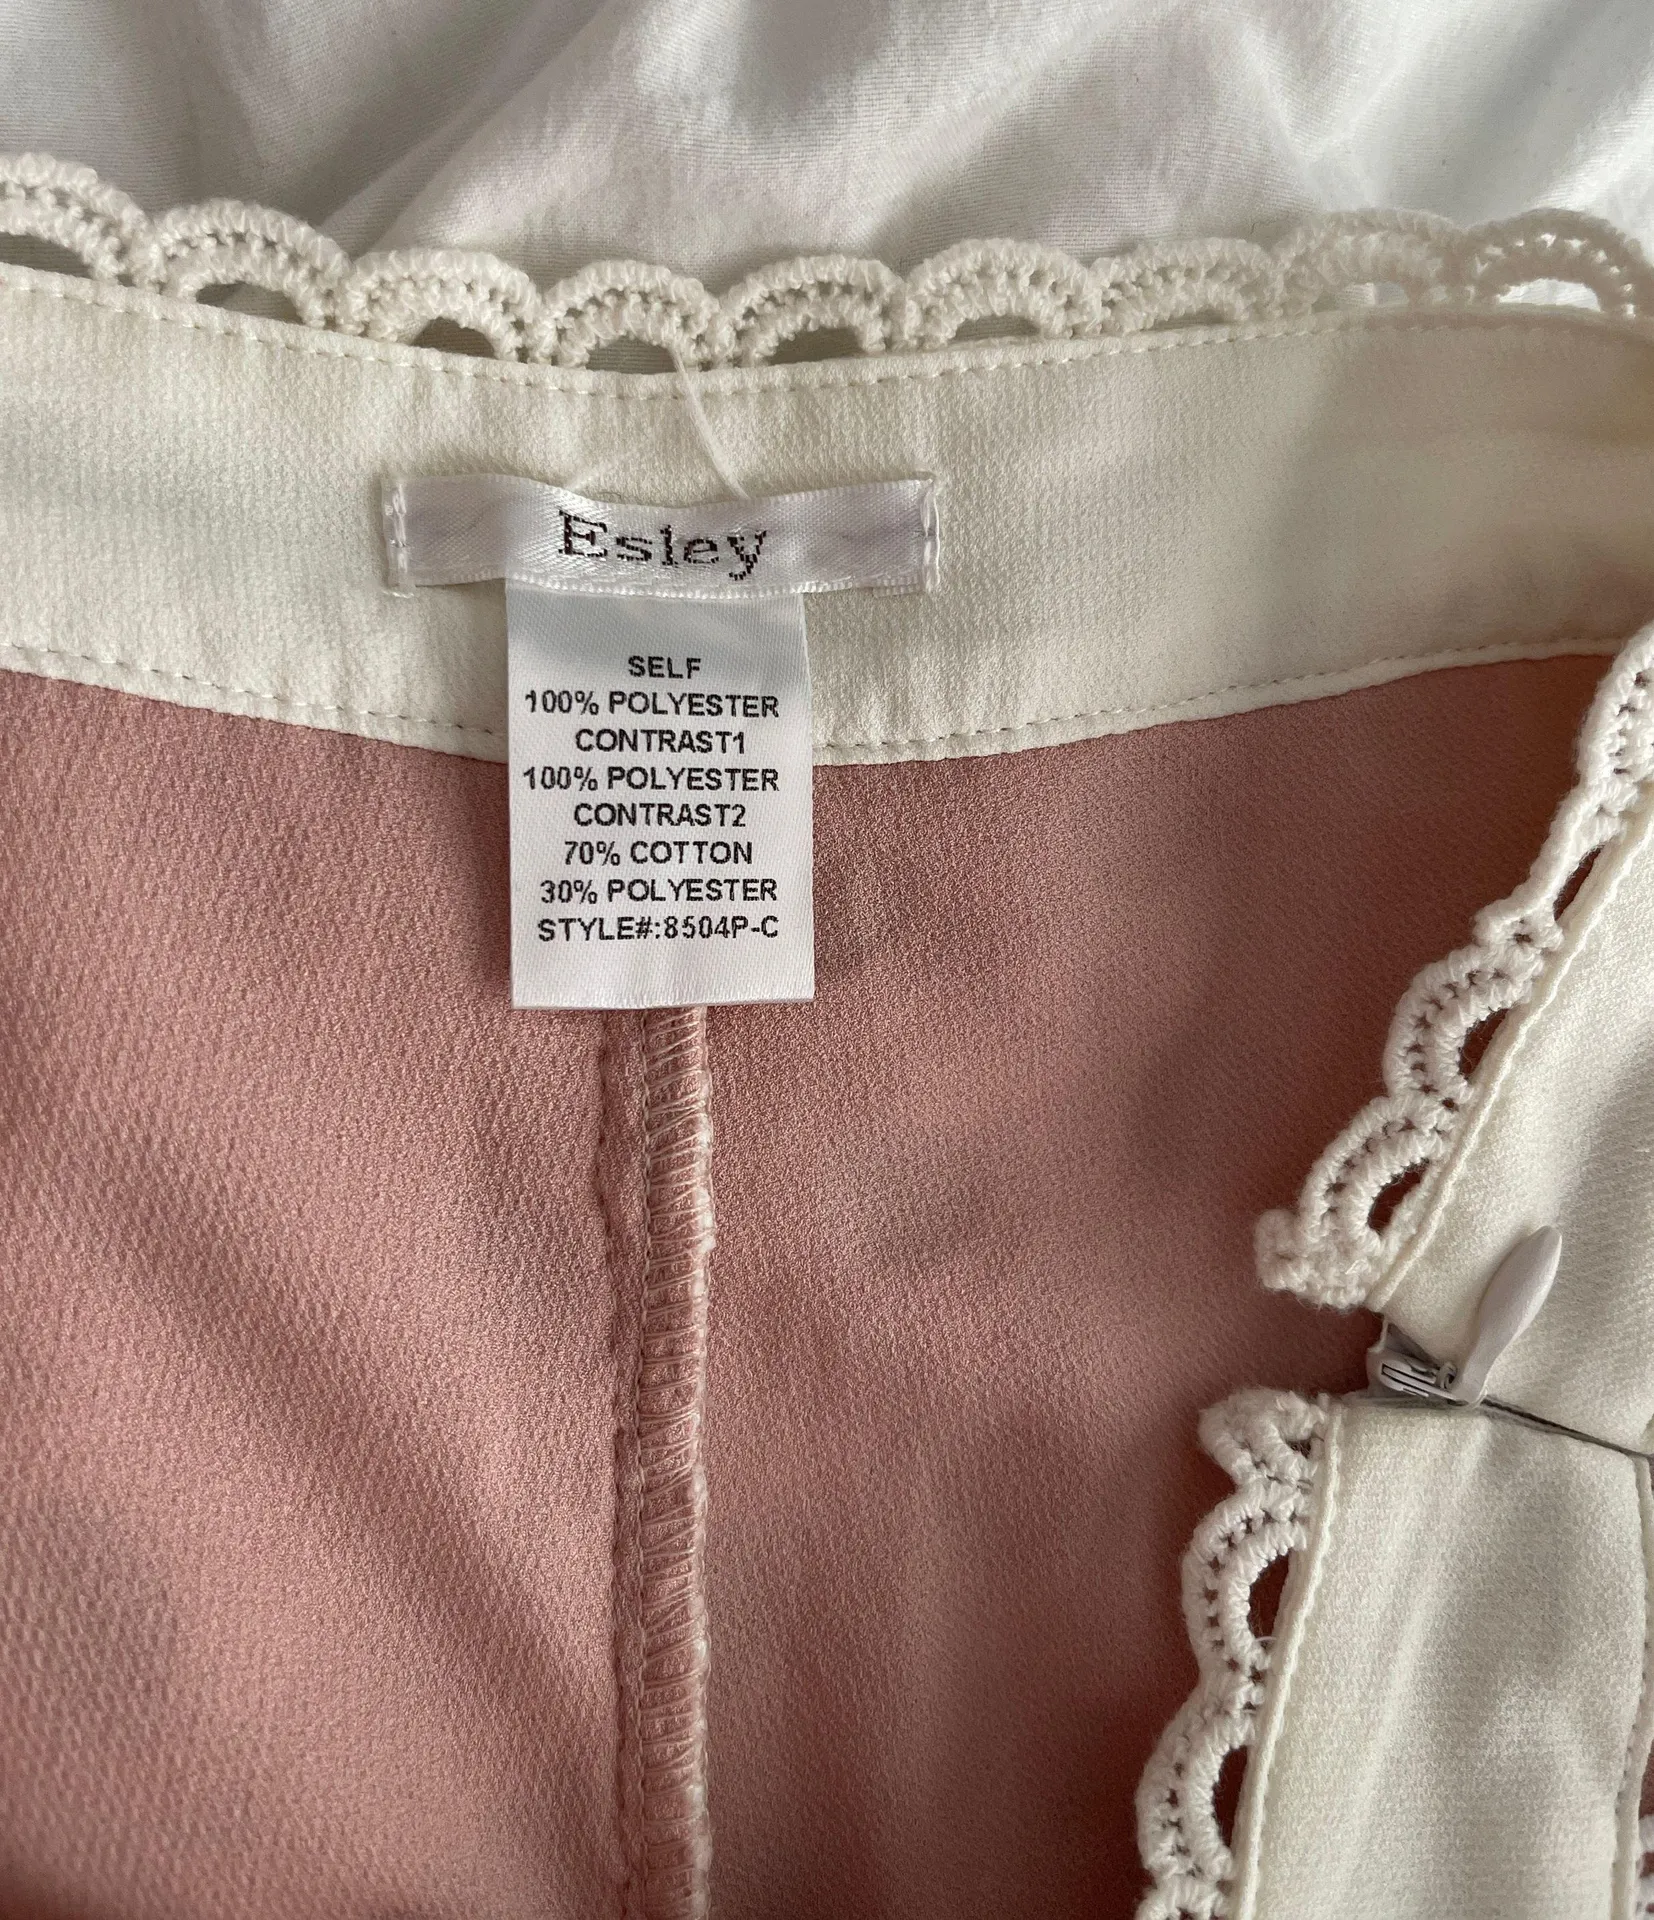 Esley
SELF
100% POLYESTER
CONTRAST1
100% POLYESTER
CONTRAST2
70% COTTON
30% POLYESTER
STYLE#:8504P-C